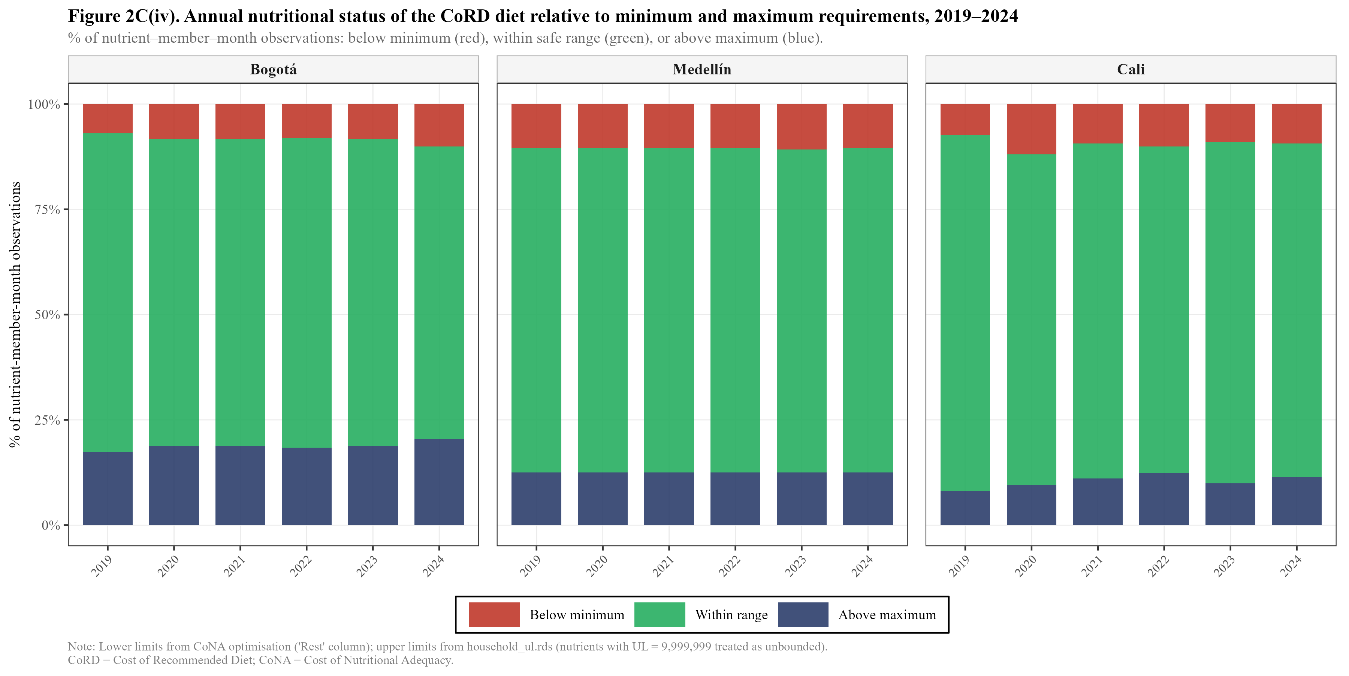 Figure 2C(iv). Annual nutritional status of the CoRD diet relative to minimum and maximum requirements, 2019–2024
% of nutrient–member–month observations: below minimum (red), within safe range (green), or above maximum (blue).
Bogotá
Medellín
Cali
% of nutrient-member-month observations
100%
75%
50%
25%
0%
2019 2020 2021 2022 2023 2024
2019 2020 2021 2022 2023 2024
2019 2020 2021 2022 2023 2024
Below minimum Within range Above maximum
Note: Lower limits from CoNA optimisation ('Rest' column); upper limits from household_ul.rds (nutrients with UL = 9,999,999 treated as unbounded).
CoRD = Cost of Recommended Diet; CoNA = Cost of Nutritional Adequacy.